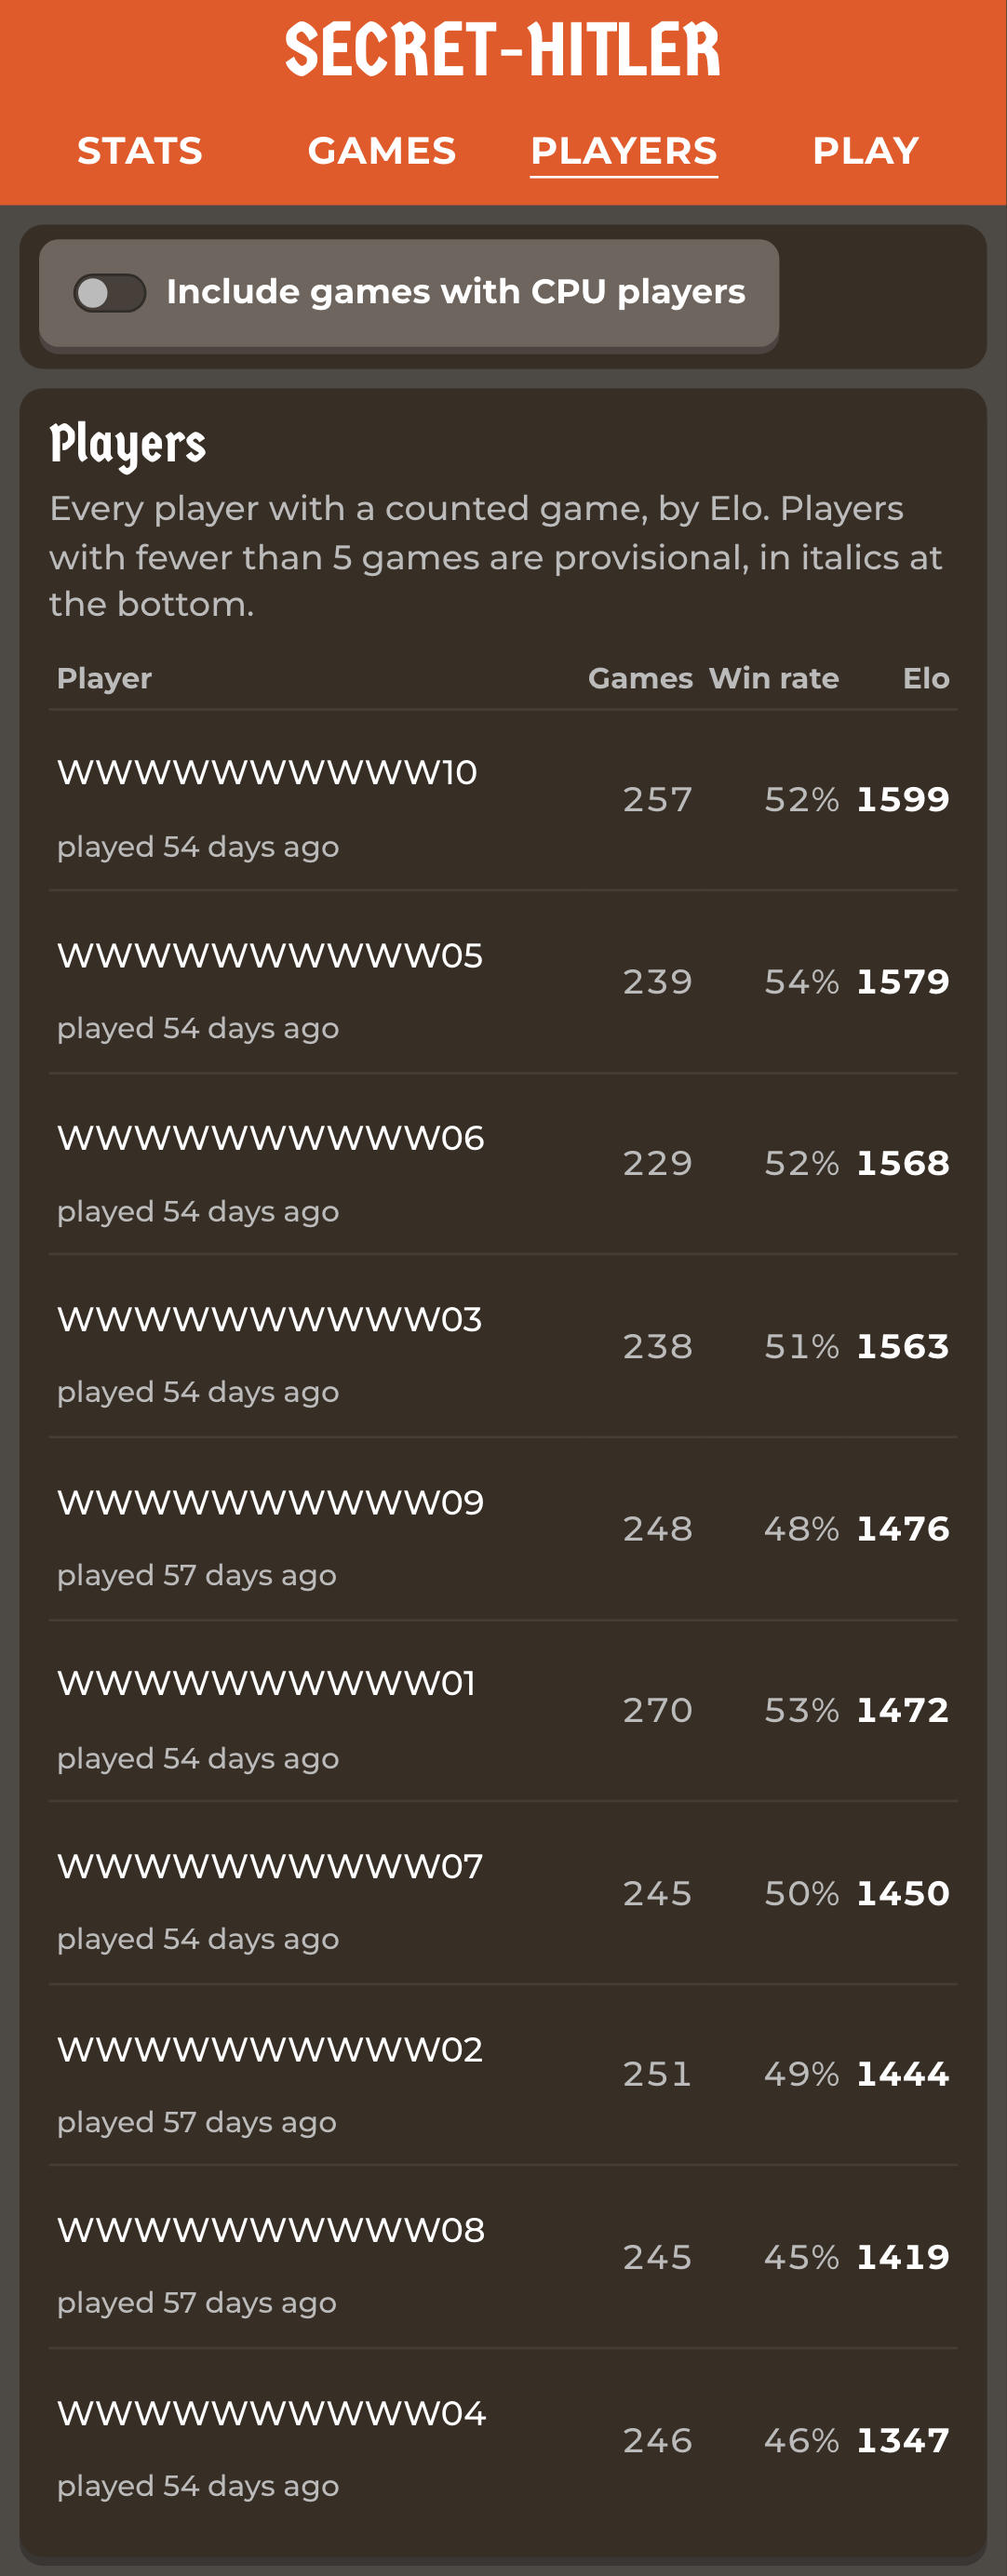 SECRET-HITLER
STATS GAMES PLAYERS PLAY
Include games with CPU players
Players
Every player with a counted game, by Elo. Players
with fewer than 5 games are provisional, in italics at
the bottom.
Player Games Win rate Elo
WWWWWWWWWW10
257 52% 1599
played 54 days ago
WWWWWWWWWW05
239 54% 1579
played 54 days ago
WWWWWWWWWW06
229 52% 1568
played 54 days ago
WWWWWWWWWW03
238 51% 1563
played 54 days ago
WWWWWWWWWW09
248 48% 1476
played 57 days ago
WWWWWWWWWW01
270 53% 1472
played 54 days ago
WWWWWWWWWW07
245 50% 1450
played 54 days ago
WWWWWWWWWW02
251 49% 1444
played 57 days ago
WWWWWWWWWW08
245 45% 1419
played 57 days ago
WWWWWWWWWW04
246 46% 1347
played 54 days ago